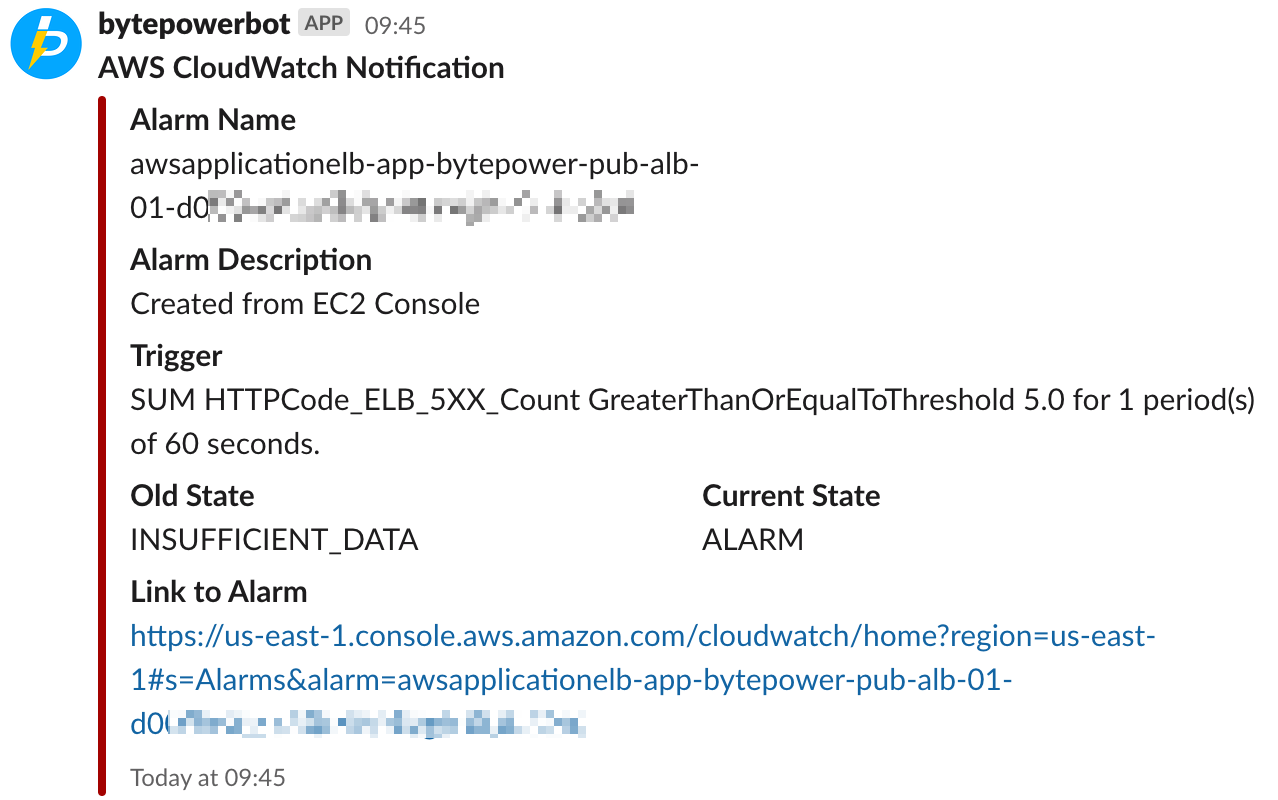 bytepowerbot APP 09:45
AWS CloudWatch Notification
Alarm Name
awsapplicationelb-app-bytepower-pub-alb-
01-d0
Alarm Description
Created from EC2 Console
Trigger
SUM HTTPCode_ELB_5XX_Count GreaterThanOrEqualToThreshold 5.0 for 1 period(s)
of 60 seconds.
Old State Current State
INSUFFICIENT_DATA ALARM
Link to Alarm
https://us-east-1.console.aws.amazon.com/cloudwatch/home?region=us-east-
1#s=Alarms&alarm=awsapplicationelb-app-bytepower-pub-alb-01-
d0
Today at 09:45